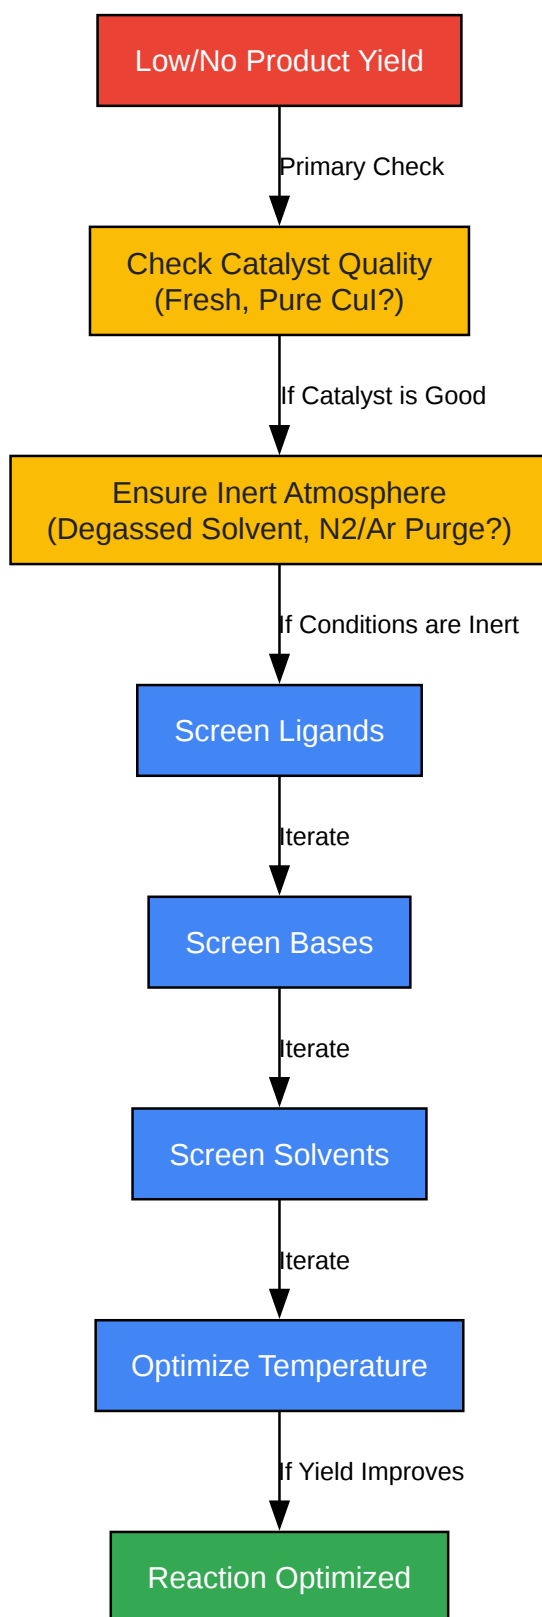 Low/No Product Yield
Primary Check
Check Catalyst Quality
(Fresh, Pure CuI?)
If Catalyst is Good
Ensure Inert Atmosphere
(Degassed Solvent, N2/Ar Purge?)
If Conditions are Inert
Screen Ligands
Iterate
Screen Bases
Iterate
Screen Solvents
Iterate
Optimize Temperature
If Yield Improves
Reaction Optimized